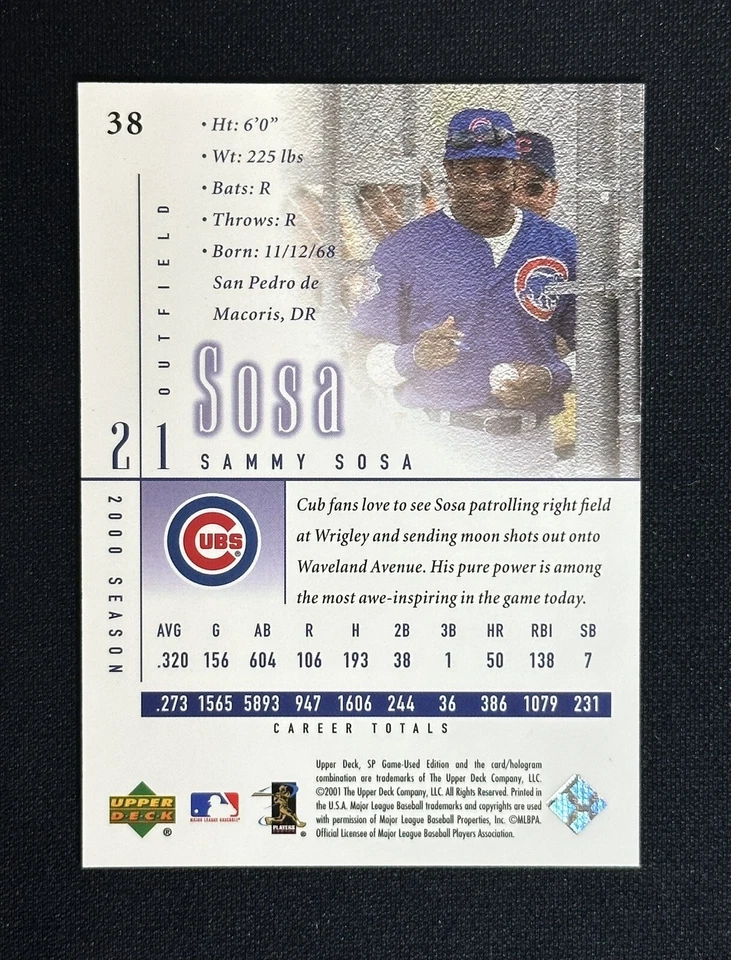 38
• Ht: 6'0"
• Wt: 225 lbs
• Bats: R
• Throws: R
• Born: 11/12/68
San Pedro de
Macoris, DR
OUTFIELD
Sosa
21
SAMMY SOSA
2000 SEASON
CUBS®
Cub fans love to see Sosa patrolling right field
at Wrigley and sending moon shots out onto
Waveland Avenue. His pure power is among
the most awe-inspiring in the game today.
AVG G AB R H 2B 3B HR RBI SB
.320 156 604 106 193 38 1 50 138 7
.273 1565 5893 947 1606 244 36 386 1079 231
CAREER TOTALS
Upper Deck, SP Game-Used Edition and the card/hologram
combination are trademarks of The Upper Deck Company, LLC.
©2001 The Upper Deck Company, LLC. All Rights Reserved. Printed in
the U.S.A. Major League Baseball trademarks and copyrights are used
with permission of Major League Baseball Properties, Inc. ©MLBPA.
Official Licensee of Major League Baseball Players Association.
UPPER
DECK
®
MAJOR LEAGUE BASEBALL®
PLAYERS
®